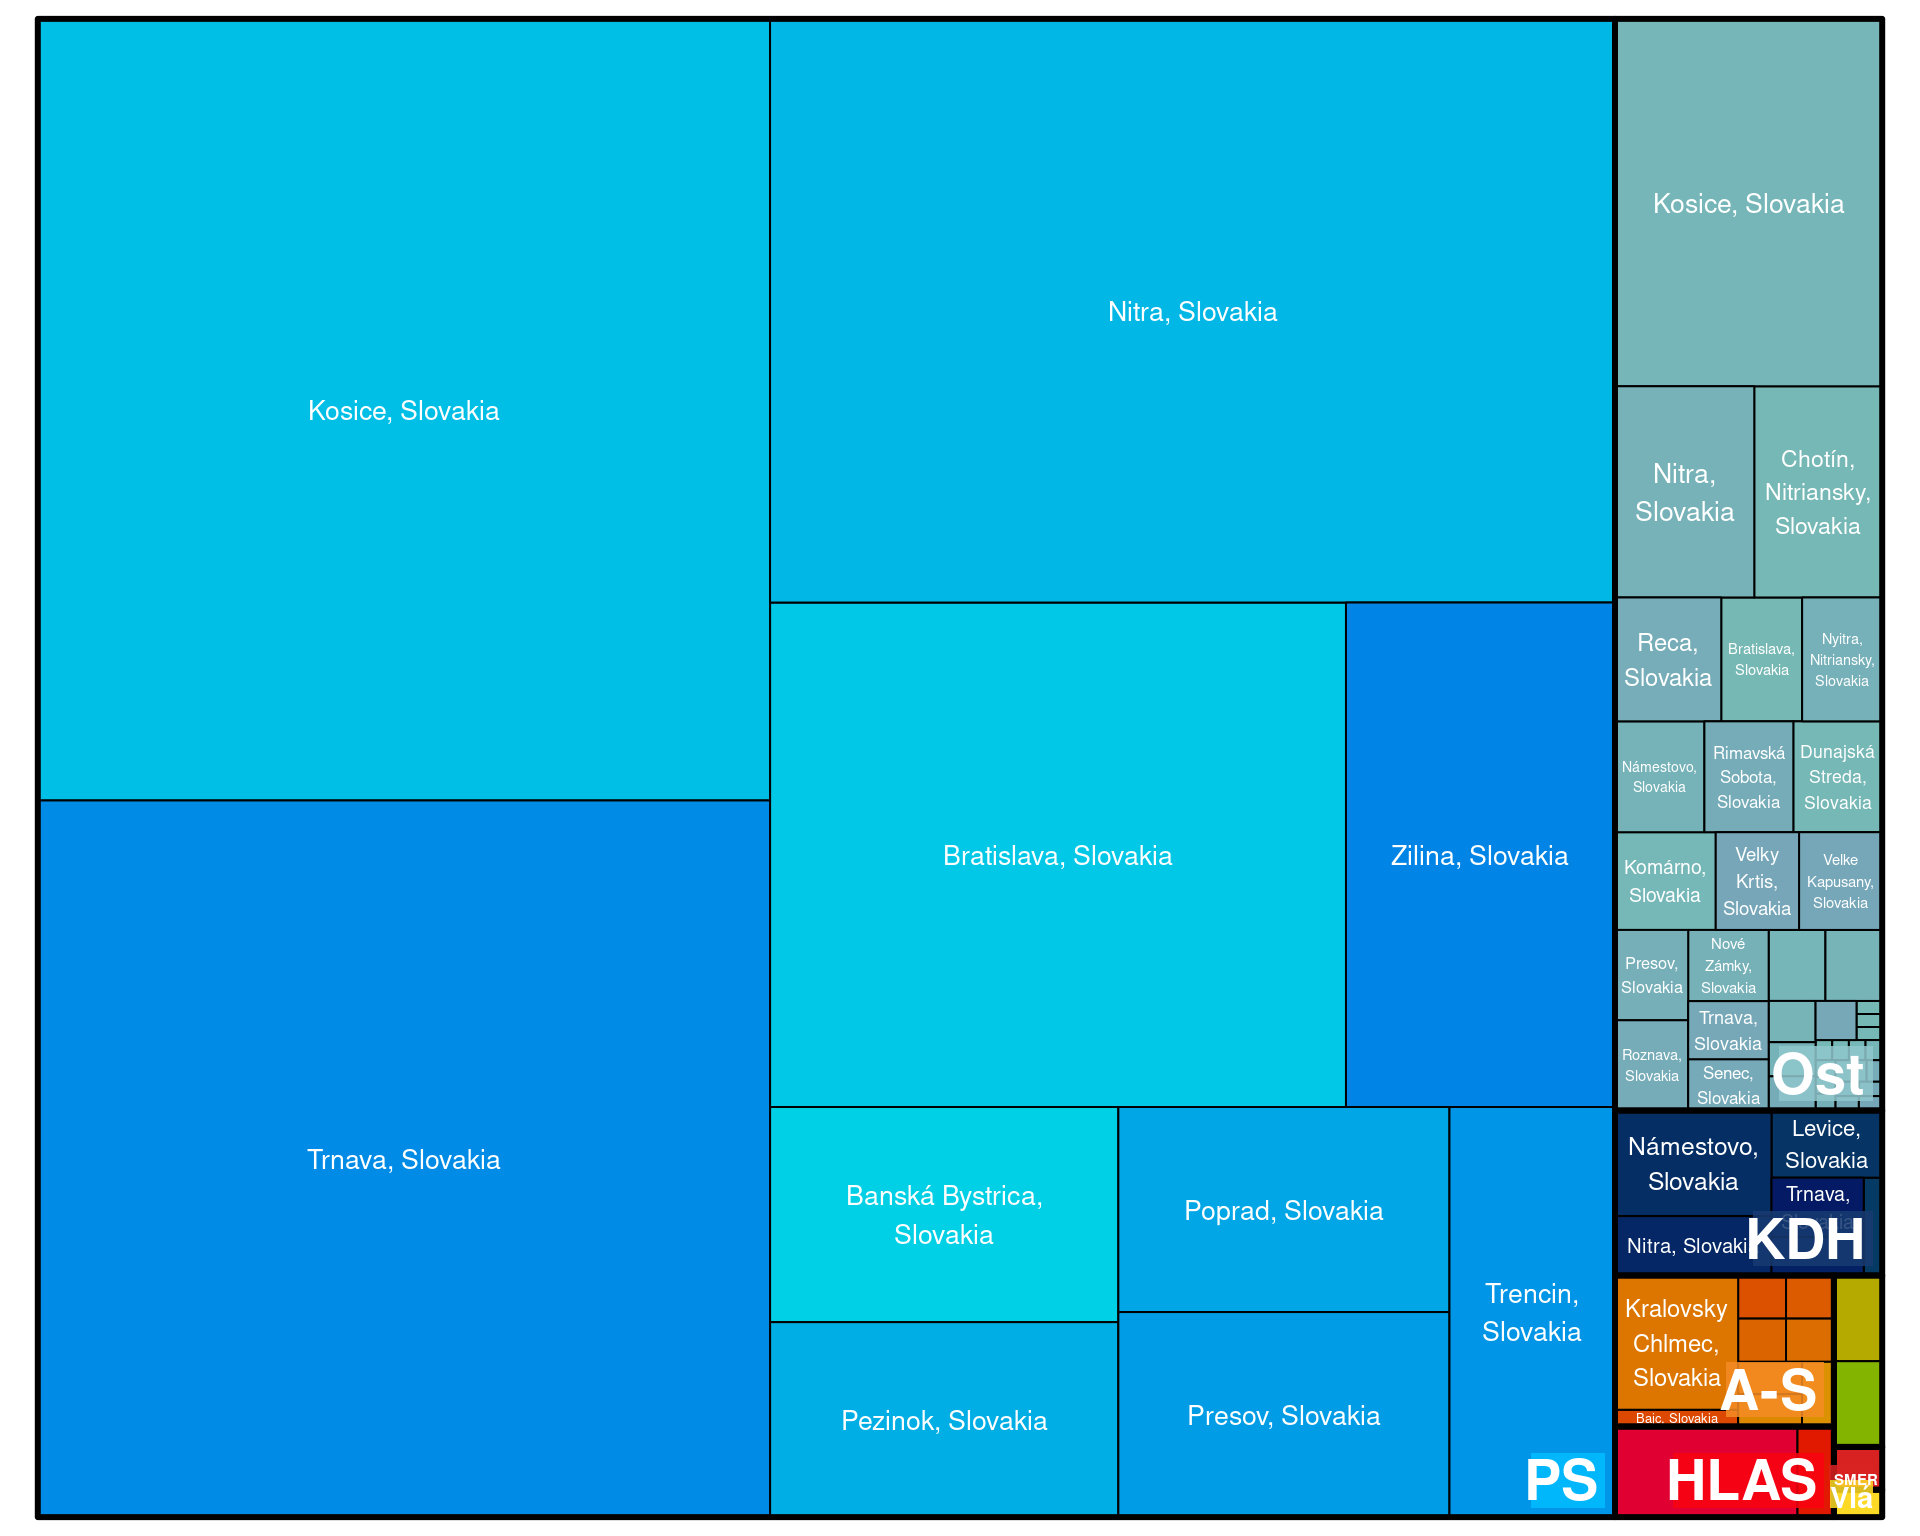 Kosice, Slovakia
Trnava, Slovakia
Nitra, Slovakia
Bratislava, Slovakia
Zilina, Slovakia
Banská Bystrica,
Slovakia
Pezinok, Slovakia
Poprad, Slovakia
Presov, Slovakia
Trencin,
Slovakia
PS
Kosice, Slovakia
Nitra,
Slovakia
Chotín,
Nitriansky,
Slovakia
Reca,
Slovakia
Bratislava,
Slovakia
Nyitra,
Nitriansky,
Slovakia
Námestovo,
Slovakia
Rimavská
Sobota,
Slovakia
Dunajská
Streda,
Slovakia
Komárno,
Slovakia
Velky
Krtis,
Slovakia
Velke
Kapusany,
Slovakia
Presov,
Slovakia
Roznava,
Slovakia
Nové
Zámky,
Slovakia
Trnava,
Slovakia
Senec,
Slovakia
Ost
Námestovo,
Slovakia
Levice,
Slovakia
Trnava,
Slovakia
Nitra, Slovaki
KDH
Kralovsky
Chlmec,
Slovakia
Bajc, Slovakia
A-S
HLAS
SMER
Vlá